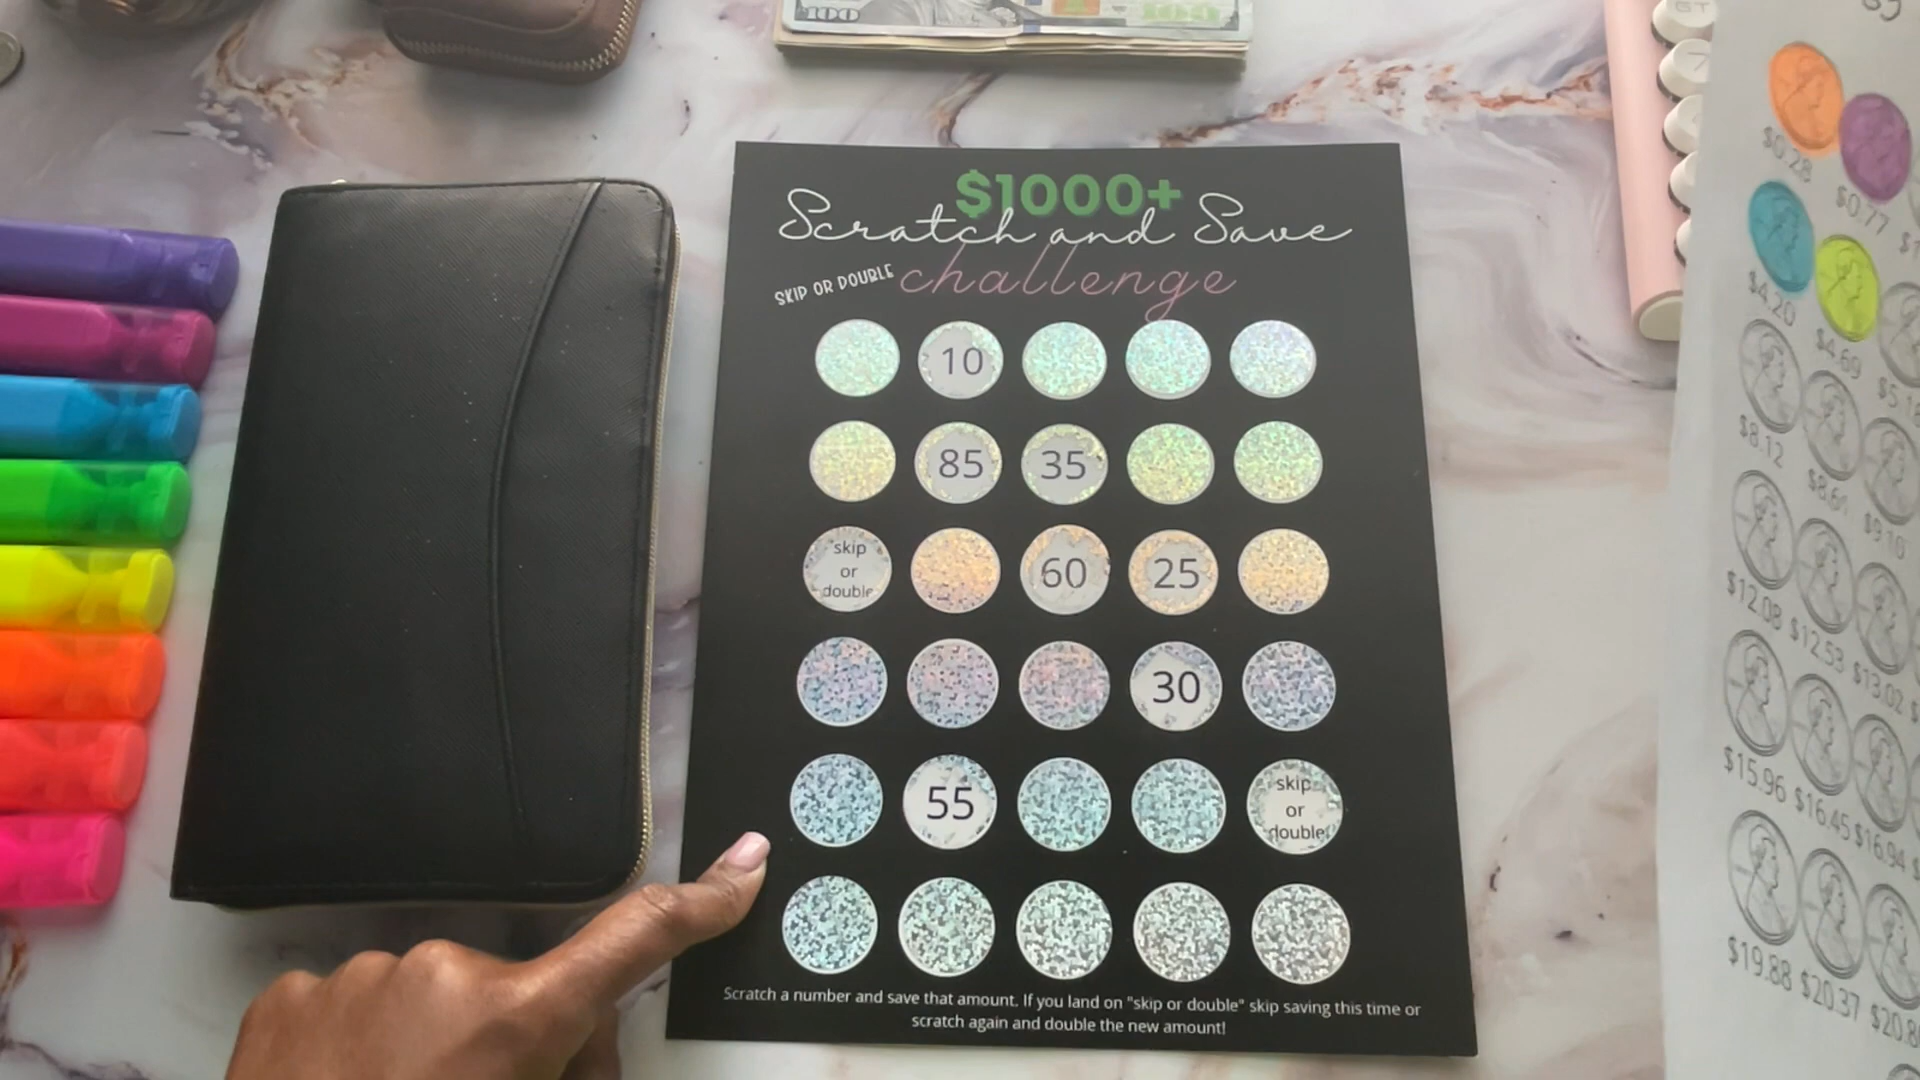 100
100
$1000+
Scratch and Save
SKIP OR DOUBLE challenge
10
85 35
skip
or
double
60 25
30
55
skip
or
double
Scratch a number and save that amount. If you land on "skip or double" skip saving this time or
scratch again and double the new amount!
GT
7
$0.28
$0.77
$4.20
$4.69
$8.12
$12.08 $12.53 $13.02
$15.96 $16.45 $16.94
$19.88 $20.37